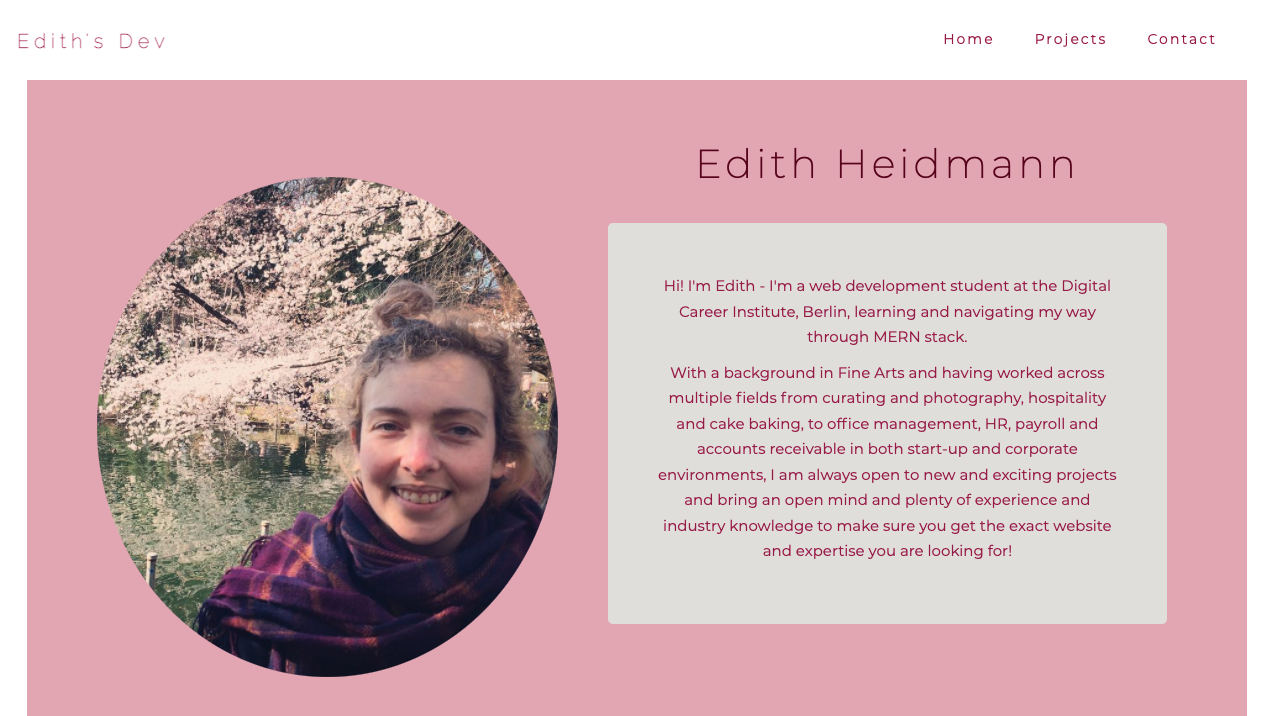 Edith's Dev
Home Projects Contact
Edith Heidmann
Hi! I'm Edith - I'm a web development student at the Digital
Career Institute, Berlin, learning and navigating my way
through MERN stack.
With a background in Fine Arts and having worked across
multiple fields from curating and photography, hospitality
and cake baking, to office management, HR, payroll and
accounts receivable in both start-up and corporate
environments, I am always open to new and exciting projects
and bring an open mind and plenty of experience and
industry knowledge to make sure you get the exact website
and expertise you are looking for!